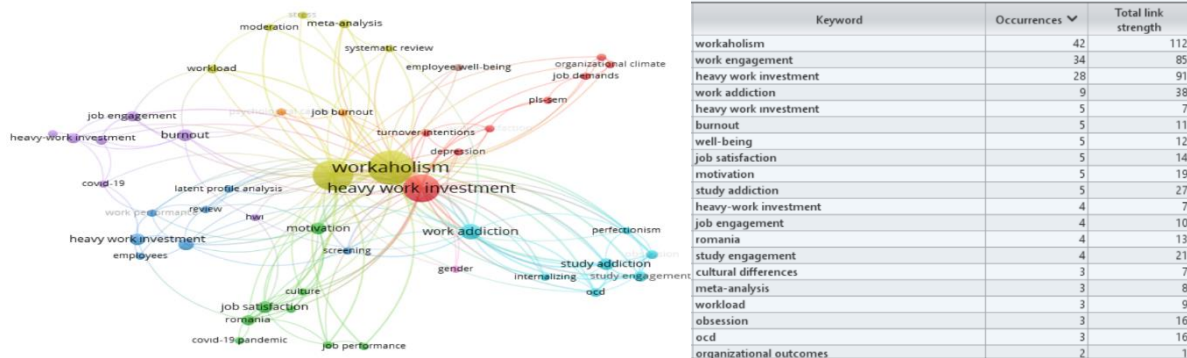 stress
meta-analysis
moderation
systematic review
employee well-being
organizational climate
job demands
workload
pls-sem
job burnout
job engagement
heavy-work investment
burnout
turnover intentions
depression
workaholism
heavy work investment
covid-19
latent profile analysis
work performance
review
hwi
motivation
work addiction
perfectionism
heavy work investment
employees
screening
gender
study addiction
internalizing
study engagement
ocd
culture
job satisfaction
romania
covid-19 pandemic
job performance
Keyword Occurrences Total link strength
workaholism 42 112
work engagement 34 85
heavy work investment 28 91
work addiction 9 38
heavy work investment 5 7
burnout 5 11
well-being 5 12
job satisfaction 5 14
motivation 5 19
study addiction 5 27
heavy-work investment 4 7
job engagement 4 10
romania 4 13
study engagement 4 21
cultural differences 3 7
meta-analysis 3 8
workload 3 9
obsession 3 16
ocd 3 16
organizational outcomes 2 1